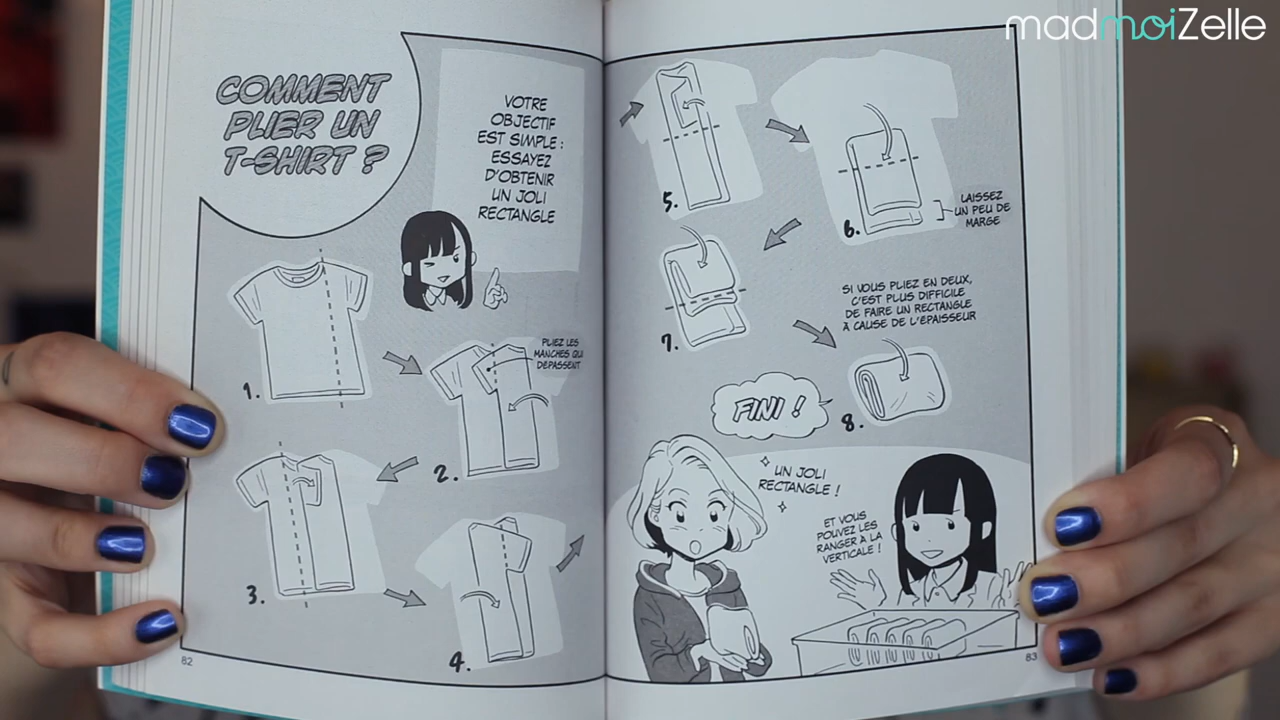 madmoiZelle
COMMENT
PLIER UN
T-SHIRT ?
VOTRE
OBJECTIF
EST SIMPLE :
ESSAYEZ
D'OBTENIR
UN JOLI
RECTANGLE
1.
PLIEZ LES
MANCHES QUI
DÉPASSENT
2.
3.
4.
82
5.
6.
LAISSEZ
UN PEU DE
MARGE
7.
SI VOUS PLIEZ EN DEUX,
C'EST PLUS DIFFICILE
DE FAIRE UN RECTANGLE
À CAUSE DE L'ÉPAISSEUR
8.
FINI !
UN JOLI
RECTANGLE !
ET VOUS
POUVEZ LES
RANGER À LA
VERTICALE !
83